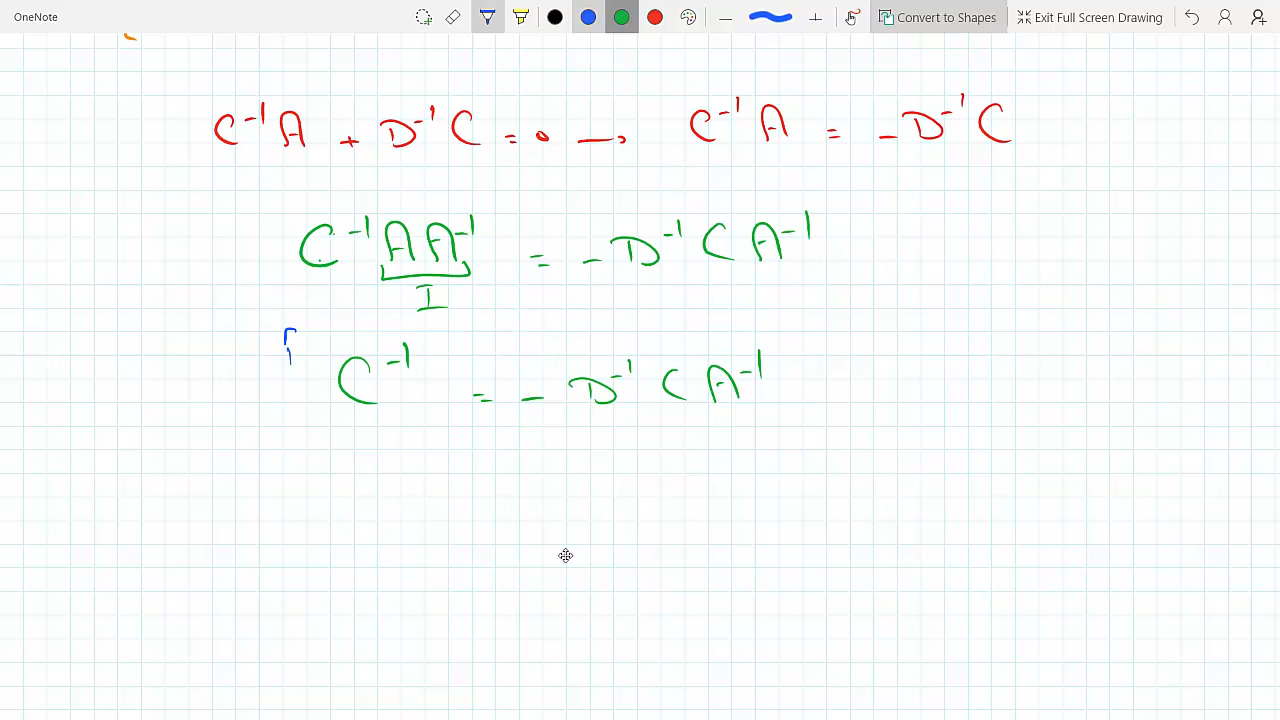 OneNote
Convert to Shapes
Exit Full Screen Drawing
C⁻¹A + D⁻¹C = 0 → C⁻¹A = -D⁻¹C
C⁻¹AA⁻¹ = -D⁻¹CA⁻¹
I
C⁻¹ = -D⁻¹CA⁻¹